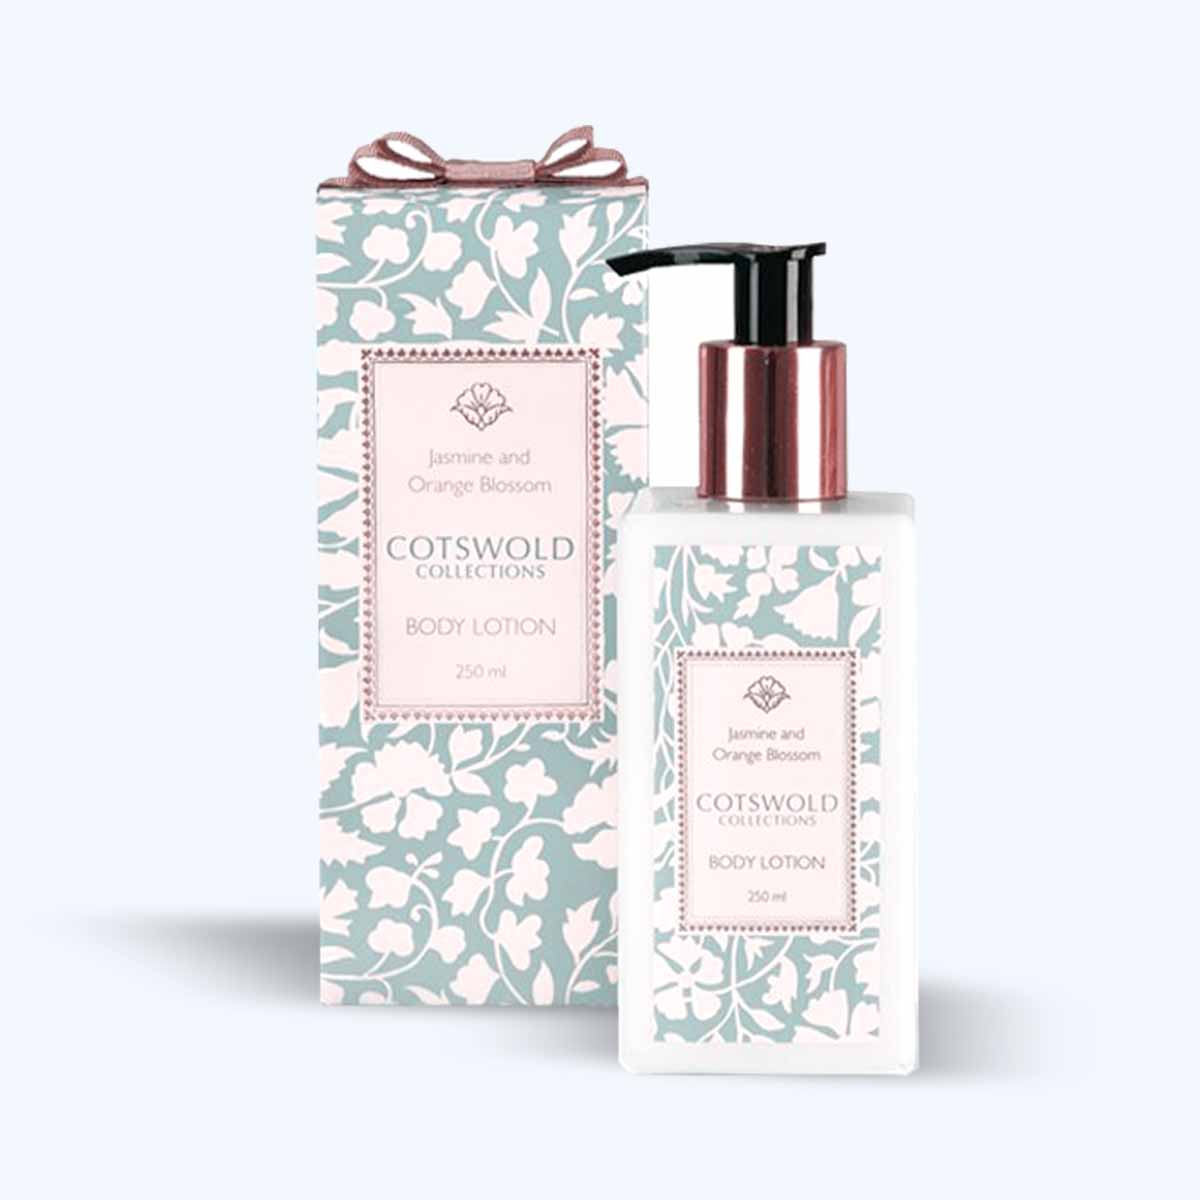 Jasmine and
Orange Blossom
COTSWOLD
COLLECTIONS
BODY LOTION
250 ml
Jasmine and
Orange Blossom
COTSWOLD
COLLECTIONS
BODY LOTION
250 ml